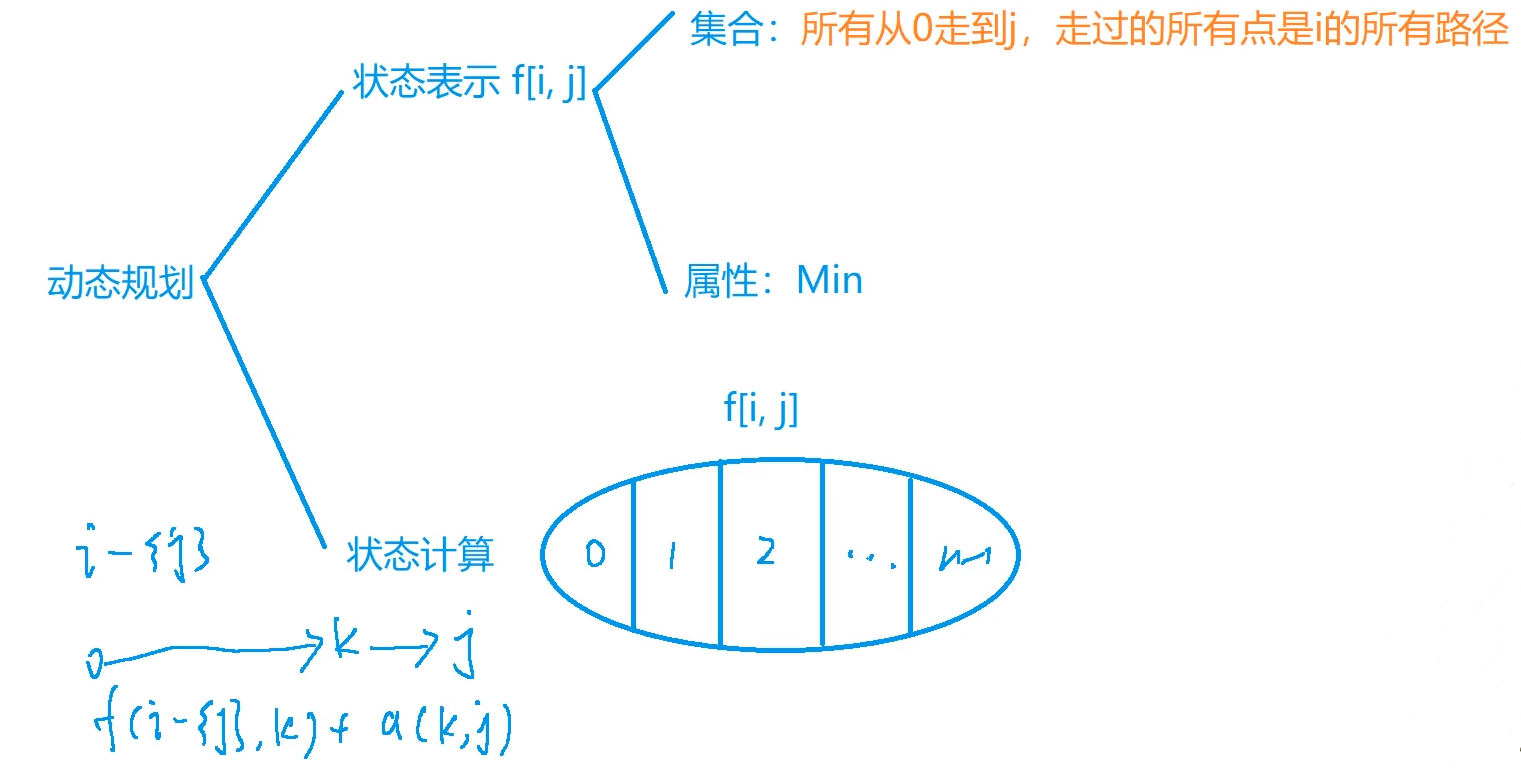 集合：所有从0走到j，走过的所有点是i的所有路径
状态表示 f[i, j]
动态规划
属性：Min
f[i, j]
状态计算
0 1 2 ... n-1
i-{j}
0 k j
f(i-{j},k)+ a(k,j)